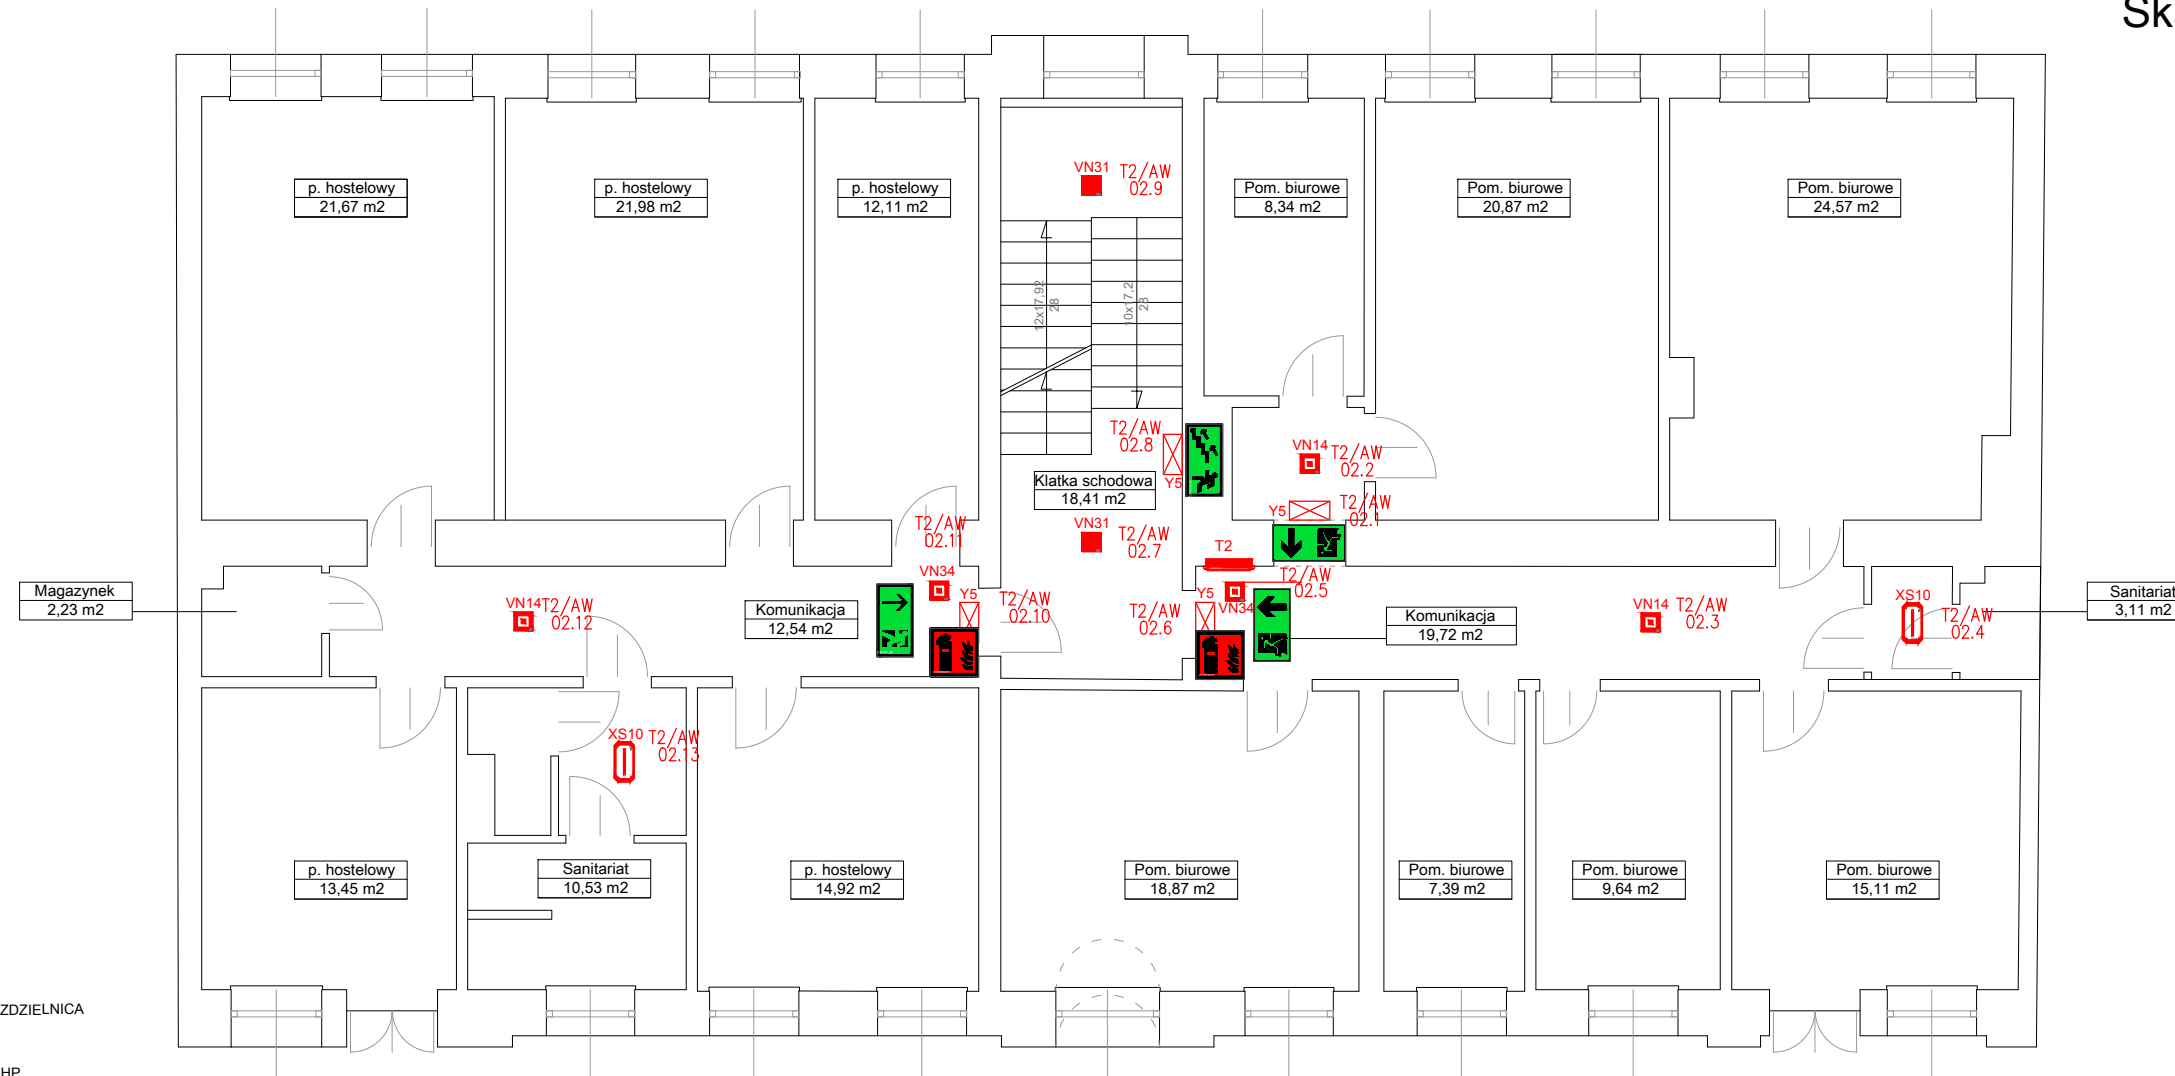 Sk
VN31
T2/AW
02.9
p. hostelowy
21,67 m2
p. hostelowy
21,98 m2
p. hostelowy
12,11 m2
Pom. biurowe
8,34 m2
Pom. biurowe
20,87 m2
Pom. biurowe
24,57 m2
12x17,92
28
10x17,2
28
T2/AW
02.8
Y5
VN14
T2/AW
02.2
Klatka schodowa
18,41 m2
Y5
T2/AW
02.1
T2/AW
02.11
VN31
T2/AW
02.7
T2
VN34
T2/AW
02.5
Magazynek
2,23 m2
VN14
T2/AW
02.12
Komunikacja
12,54 m2
Y5
T2/AW
02.10
T2/AW
02.6
Y5
VN34
Komunikacja
19,72 m2
VN14
T2/AW
02.3
XS10
T2/AW
02.4
Sanitariat
3,11 m2
XS10
T2/AW
02.13
p. hostelowy
13,45 m2
Sanitariat
10,53 m2
p. hostelowy
14,92 m2
Pom. biurowe
18,87 m2
Pom. biurowe
7,39 m2
Pom. biurowe
9,64 m2
Pom. biurowe
15,11 m2
ZDZIELNICA
HP